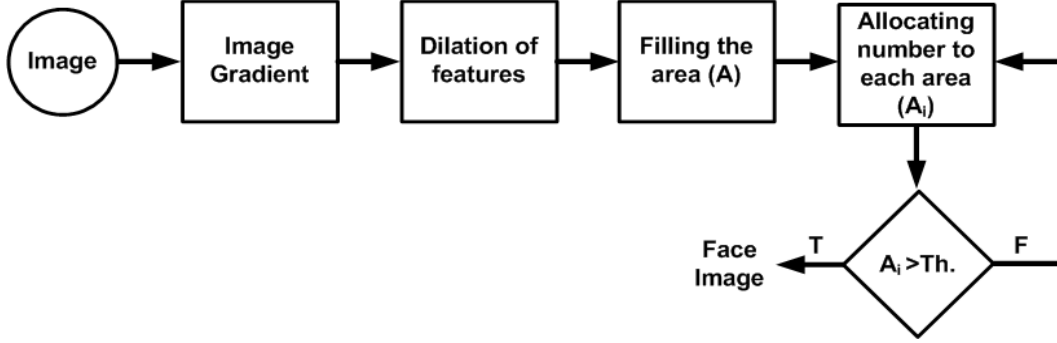 Image
Image
Gradient
Dilation of
features
Filling the
area (A)
Allocating
number to
each area
(Aᵢ)
Aᵢ >Th.
T
F
Face
Image